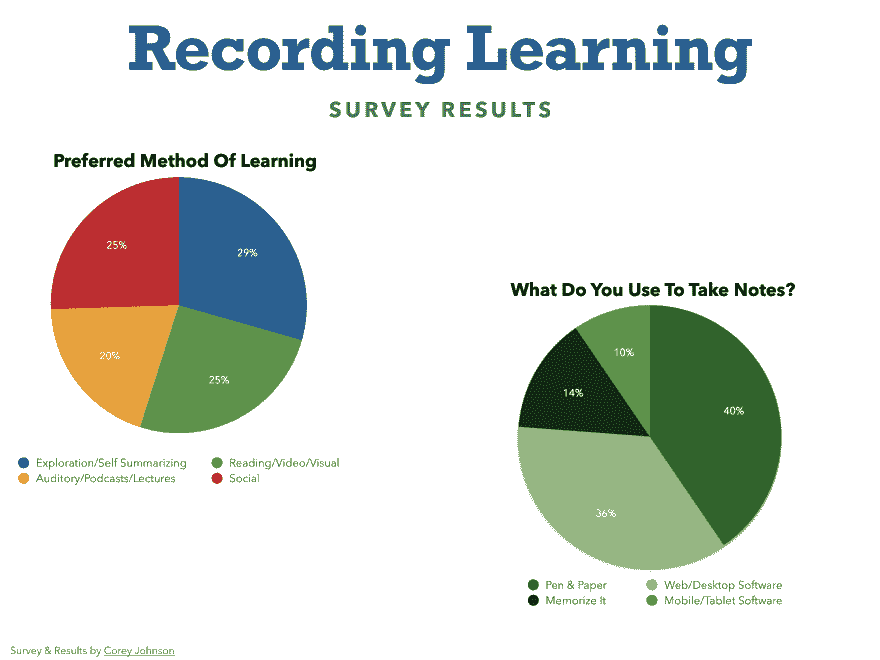 Recording Learning
SURVEY RESULTS
Preferred Method Of Learning
25%
29%
20%
25%
Exploration/Self Summarizing
Reading/Video/Visual
Auditory/Podcasts/Lectures
Social
What Do You Use To Take Notes?
10%
14%
40%
36%
Pen & Paper
Web/Desktop Software
Memorize It
Mobile/Tablet Software
Survey & Results by Corey Johnson